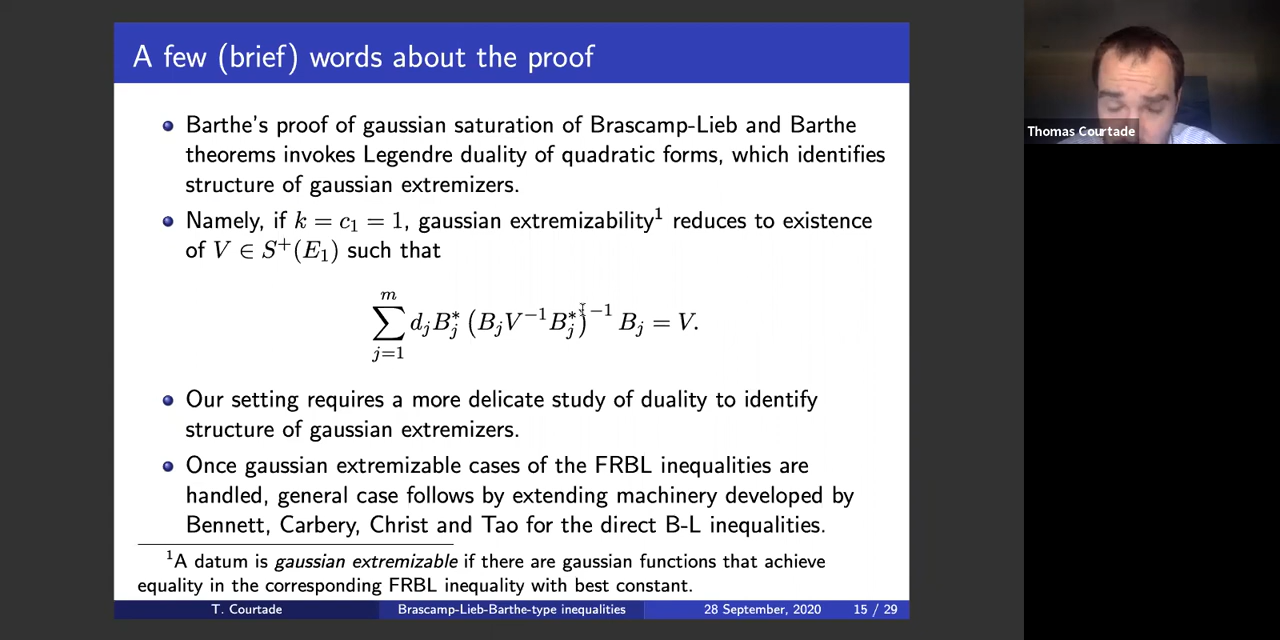 A few (brief) words about the proof
Barthe's proof of gaussian saturation of Brascamp-Lieb and Barthe
theorems invokes Legendre duality of quadratic forms, which identifies
structure of gaussian extremizers.
Namely, if k = c₁ = 1, gaussian extremizability¹ reduces to existence
of V ∈ S⁺(E₁) such that
∑_{j=1}^{m} d_j B_j^* (B_j V^{-1} B_j^*)^{-1} B_j = V.
Our setting requires a more delicate study of duality to identify
structure of gaussian extremizers.
Once gaussian extremizable cases of the FRBL inequalities are
handled, general case follows by extending machinery developed by
Bennett, Carbery, Christ and Tao for the direct B-L inequalities.
¹A datum is gaussian extremizable if there are gaussian functions that achieve
equality in the corresponding FRBL inequality with best constant.
T. Courtade Brascamp-Lieb-Barthe-type inequalities 28 September, 2020 15 / 29
Thomas Courtade